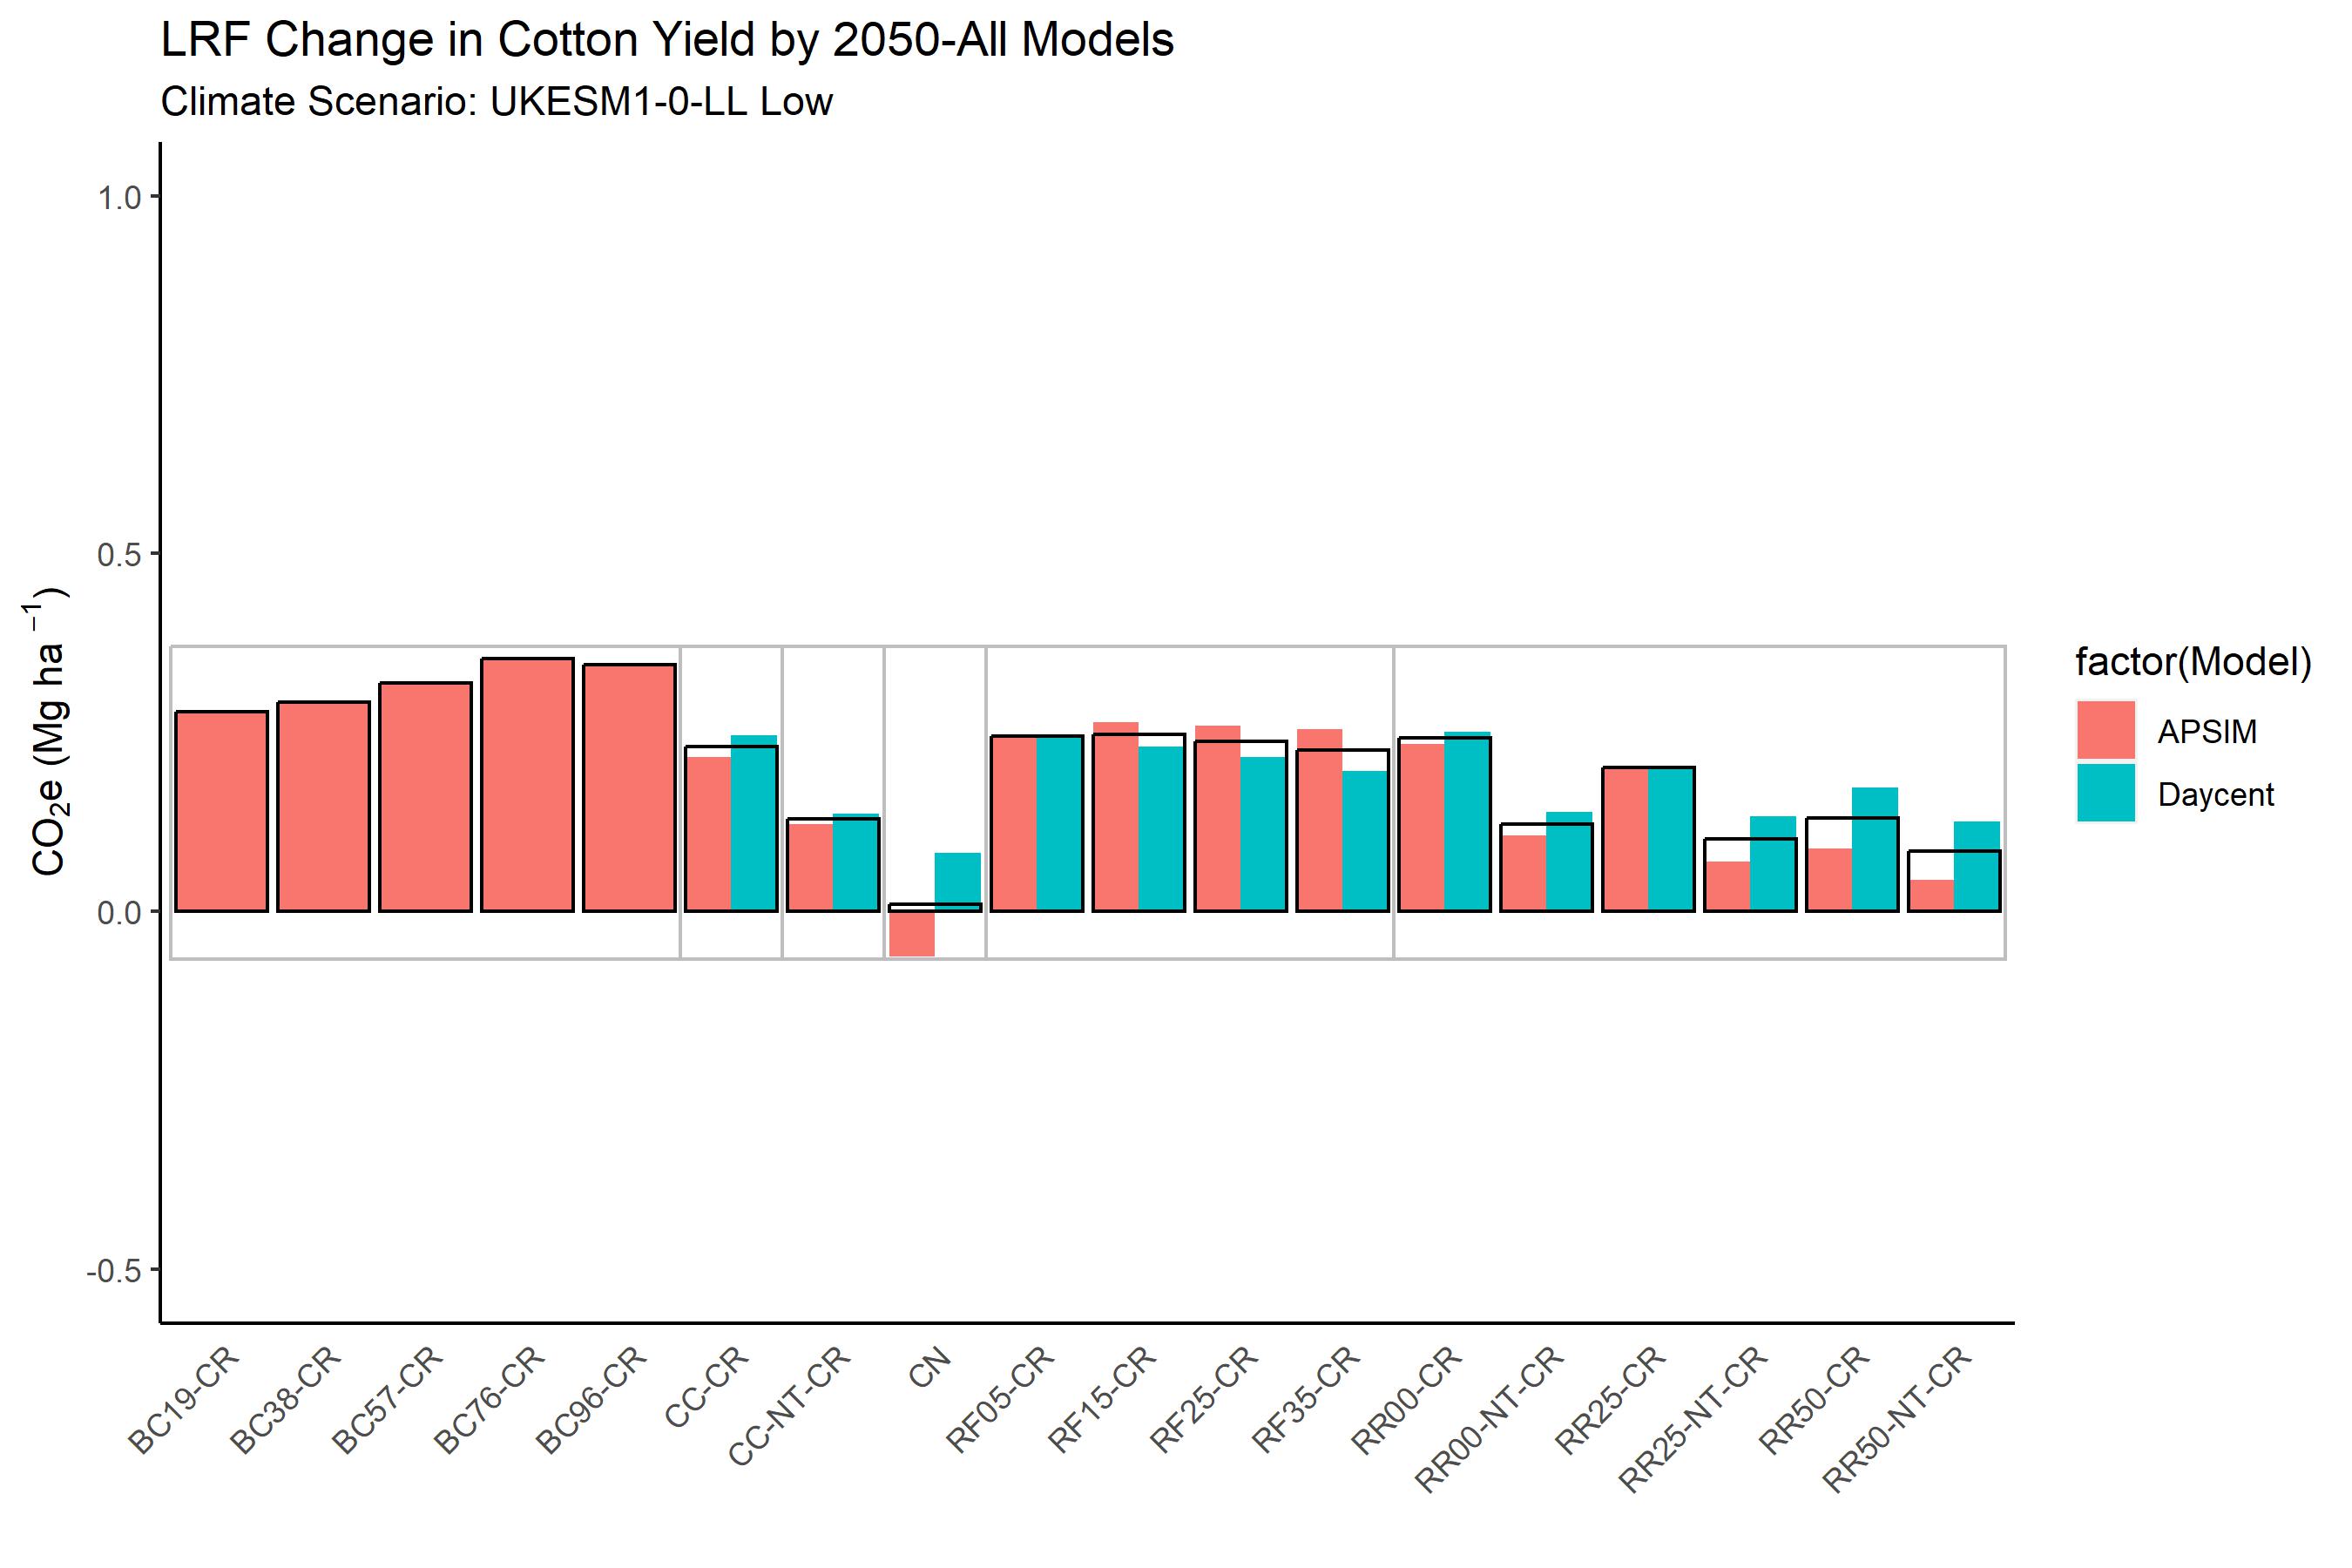 LRF Change in Cotton Yield by 2050-All Models
Climate Scenario: UKESM1-0-LL Low
CO₂e (Mg ha ⁻¹)
1.0
0.5
0.0
-0.5
BC19-CR
BC38-CR
BC57-CR
BC76-CR
BC96-CR
CC-CR
CC-NT-CR
CN
RF05-CR
RF15-CR
RF25-CR
RF35-CR
RR00-CR
RR00-NT-CR
RR25-CR
RR25-NT-CR
RR50-CR
RR50-NT-CR
factor(Model)
APSIM
Daycent